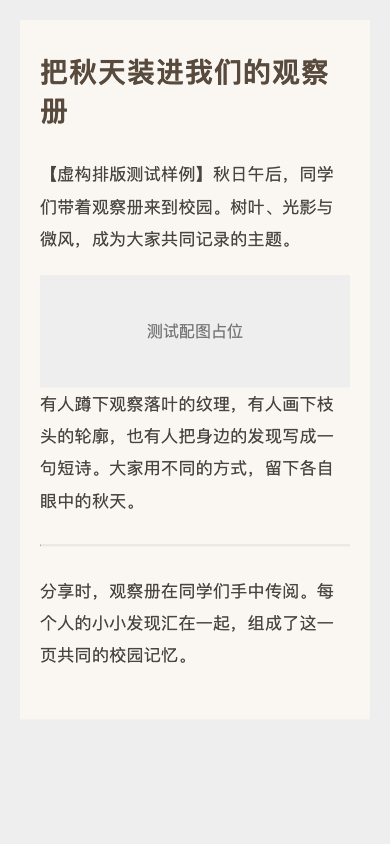 把秋天装进我们的观察
册
【虚构排版测试样例】秋日午后，同学
们带着观察册来到校园。树叶、光影与
微风，成为大家共同记录的主题。
测试配图占位
有人蹲下观察落叶的纹理，有人画下枝
头的轮廓，也有人把身边的发现写成一
句短诗。大家用不同的方式，留下各自
眼中的秋天。
分享时，观察册在同学们手中传阅。每
个人的小小发现汇在一起，组成了这一
页共同的校园记忆。